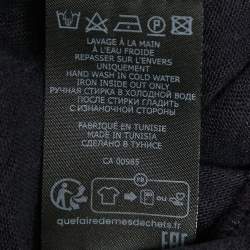 LAVAGE À LA MAIN
À L'EAU FROIDE
REPASSER SUR L'ENVERS
UNIQUEMENT
HAND WASH IN COLD WATER
IRON INSIDE OUT ONLY
РУЧНАЯ СТИРКА В ХОЛОДНОЙ ВОДЕ
ПОСЛЕ СТИРКИ ГЛАДИТЬ
С ИЗНАНОЧНОЙ СТОРОНЫ
FABRIQUÉ EN TUNISIE
MADE IN TUNISIA
СДЕЛАНО В ТУНИСЕ
CA 00985
FR
quefairedemesdechets.fr
EAC